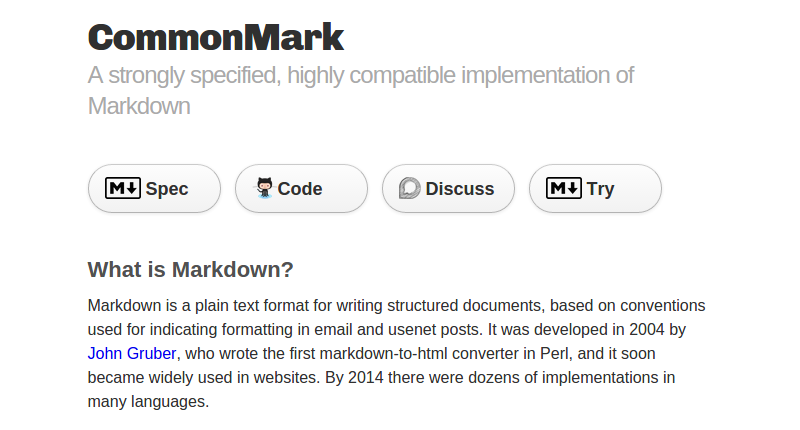 CommonMark
A strongly specified, highly compatible implementation of
Markdown
M Spec
Code
Discuss
M Try
What is Markdown?
Markdown is a plain text format for writing structured documents, based on conventions
used for indicating formatting in email and usenet posts. It was developed in 2004 by
John Gruber, who wrote the first markdown-to-html converter in Perl, and it soon
became widely used in websites. By 2014 there were dozens of implementations in
many languages.